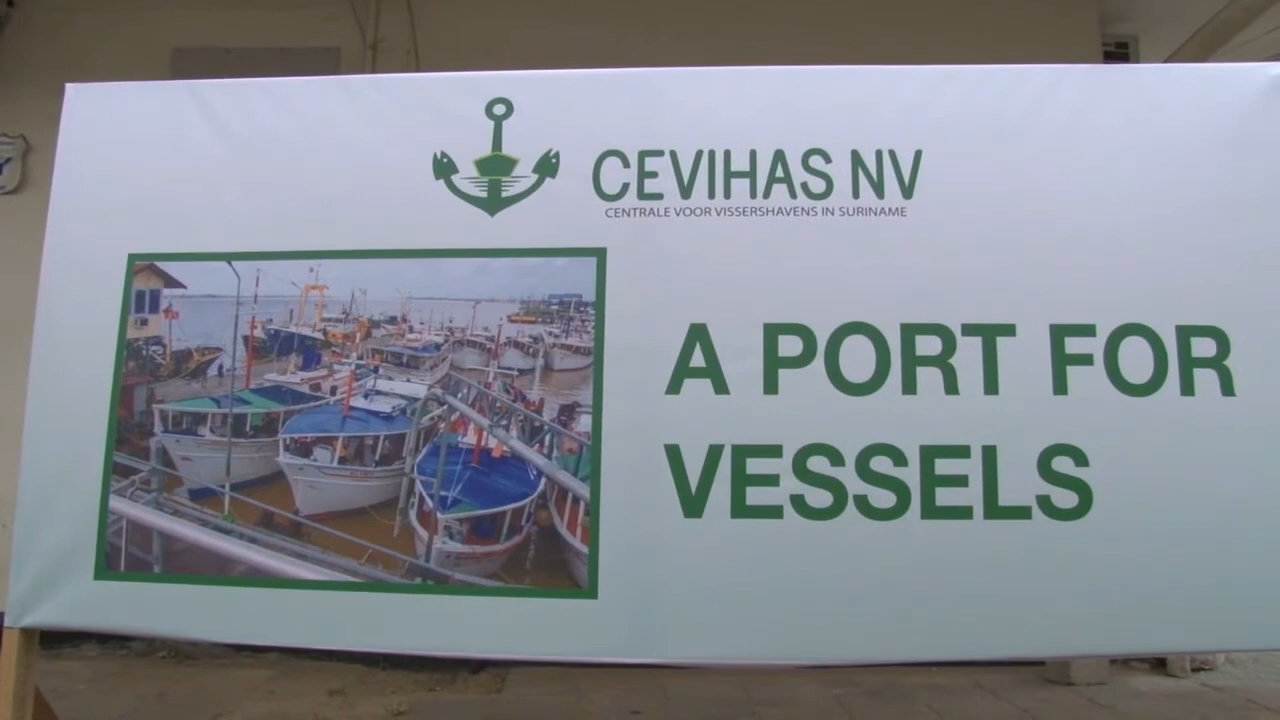 CEVIHAS NV
CENTRALE VOOR VISSERSHAVENS IN SURINAME
A PORT FOR
VESSELS